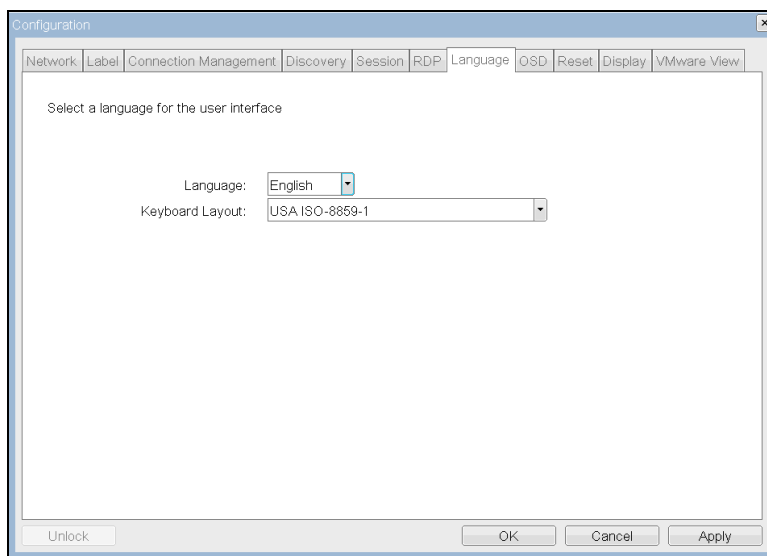 Configuration
Network Label Connection Management Discovery Session RDP Language OSD Reset Display VMware View
Select a language for the user interface
Language: English
Keyboard Layout: USA ISO-8859-1
Unlock OK Cancel Apply